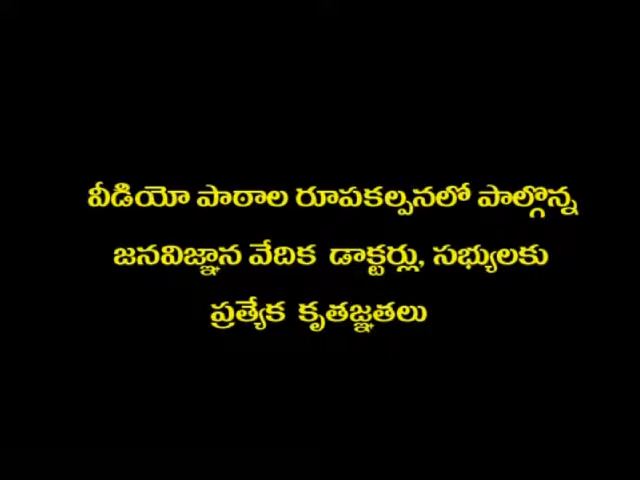 వీడియో పాఠాల రూపకల్పనలో పాల్గొన్న
జనవిజ్ఞాన వేదిక డాక్టర్లు, సభ్యులకు
ప్రత్యేక కృతజ్ఞతలు